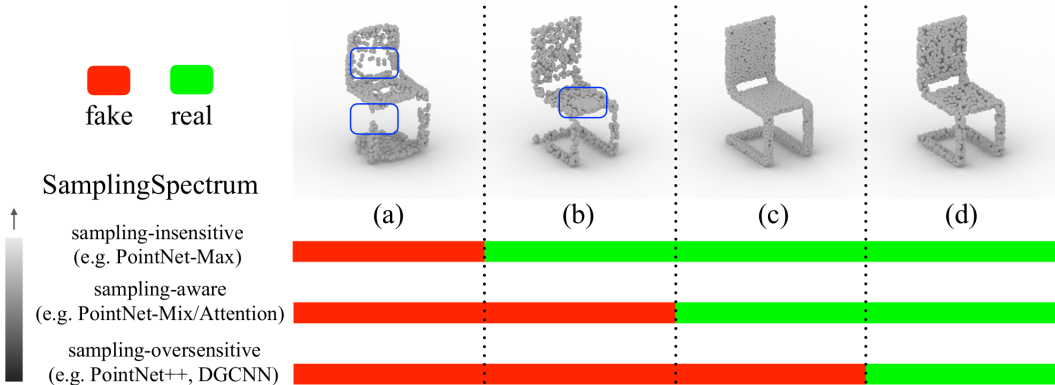 fake real
SamplingSpectrum
(a) (b) (c) (d)
sampling-insensitive
(e.g. PointNet-Max)
sampling-aware
(e.g. PointNet-Mix/Attention)
sampling-oversensitive
(e.g. PointNet++, DGCNN)